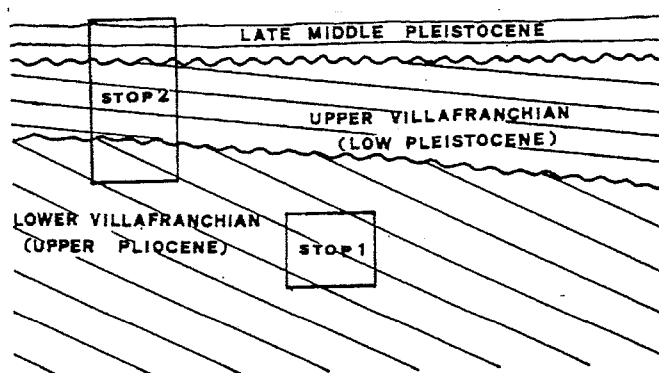 LATE MIDDLE PLEISTOCENE
STOP 2
UPPER VILLAFRANCHIAN
(LOW PLEISTOCENE)
LOWER VILLAFRANCHIAN
(UPPER PLIOCENE)
STOP 1